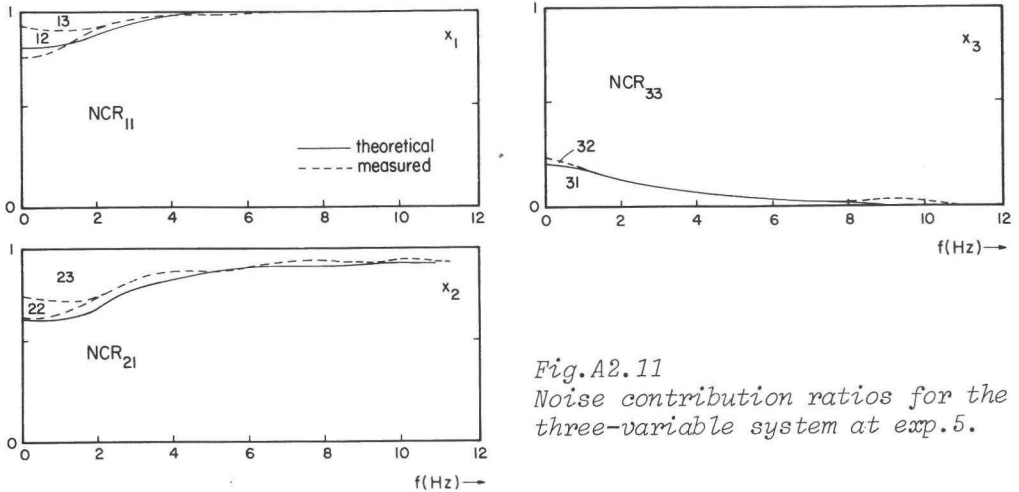 1
13
12
x1
NCR11
theoretical
measured
0
0 2 4 6 8 10 12
1
x3
NCR33
32
31
0
0 2 4 6 8 10 12
f(Hz)→
1
23
x2
22
NCR21
0
0 2 4 6 8 10 12
f(Hz)→
Fig.A2.11
Noise contribution ratios for the
three-variable system at exp.5.